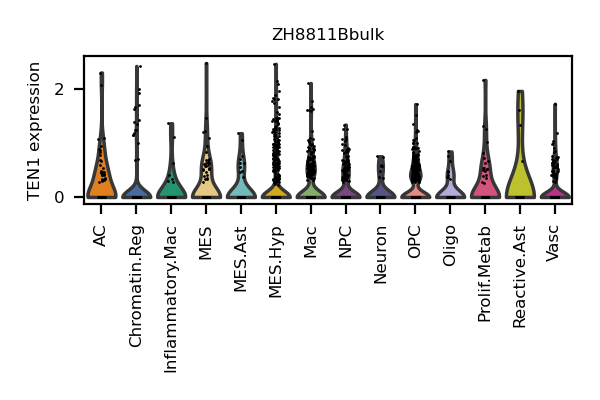 ZH8811Bbulk
TEN1 expression
2
0
AC
Chromatin.Reg
Inflammatory.Mac
MES
MES.Ast
MES.Hyp
Mac
NPC
Neuron
OPC
Oligo
Prolif.Metab
Reactive.Ast
Vasc